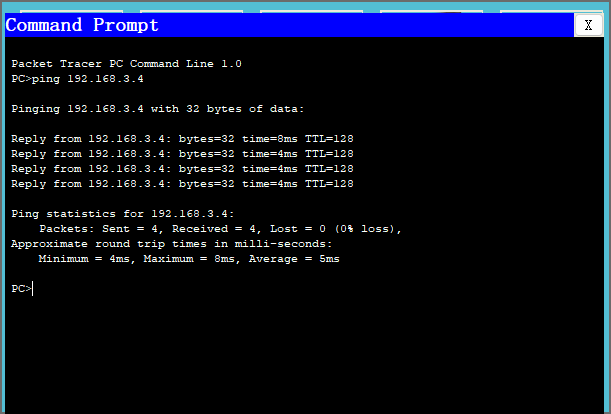 Command Prompt
X
Packet Tracer PC Command Line 1.0
PC>ping 192.168.3.4
Pinging 192.168.3.4 with 32 bytes of data:
Reply from 192.168.3.4: bytes=32 time=8ms TTL=128
Reply from 192.168.3.4: bytes=32 time=4ms TTL=128
Reply from 192.168.3.4: bytes=32 time=4ms TTL=128
Reply from 192.168.3.4: bytes=32 time=4ms TTL=128
Ping statistics for 192.168.3.4:
Packets: Sent = 4, Received = 4, Lost = 0 (0% loss),
Approximate round trip times in milli-seconds:
Minimum = 4ms, Maximum = 8ms, Average = 5ms
PC>